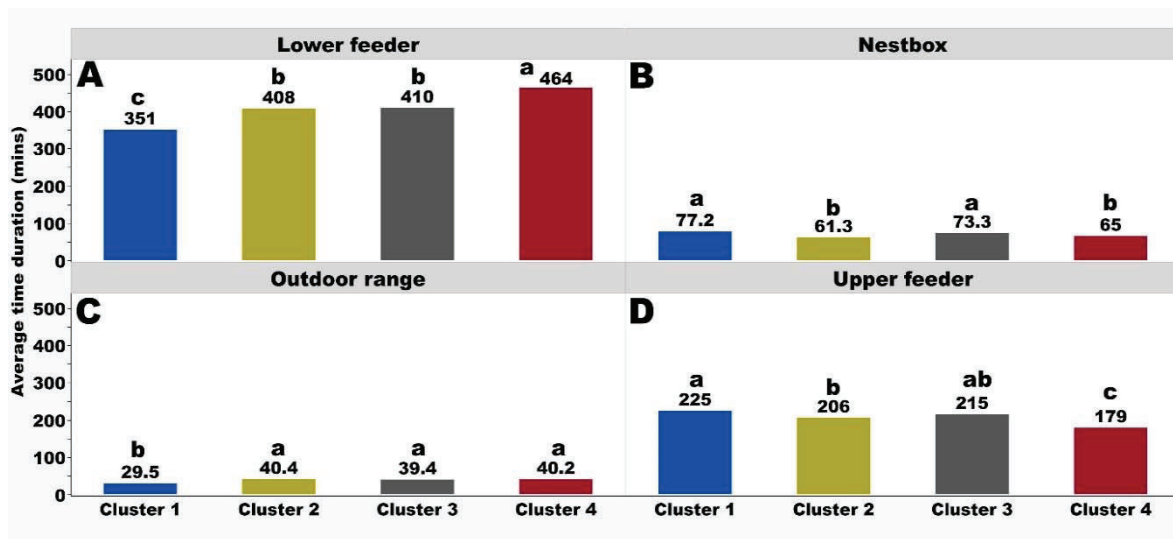 Average time duration (mins)
Lower feeder
A
500
400
300
200
100
0
c
351
b
408
b
410
a
464
Nestbox
B
a
77.2
b
61.3
a
73.3
b
65
Outdoor range
C
500
400
300
200
100
0
b
29.5
a
40.4
a
39.4
a
40.2
Cluster 1 Cluster 2 Cluster 3 Cluster 4
Upper feeder
D
a
225
b
206
ab
215
c
179
Cluster 1 Cluster 2 Cluster 3 Cluster 4